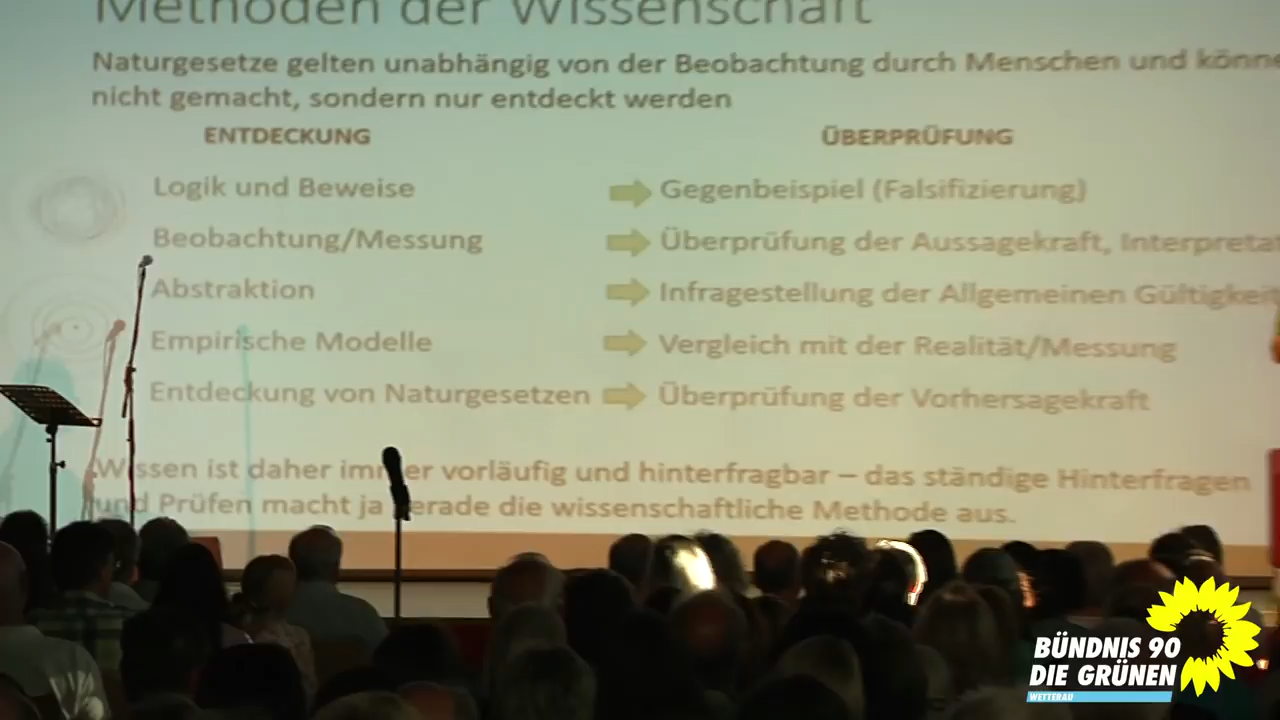 Methoden der Wissenschaft
Naturgesetze gelten unabhängig von der Beobachtung durch Menschen und könne
nicht gemacht, sondern nur entdeckt werden
ENTDECKUNG
ÜBERPRÜFUNG
Logik und Beweise
Gegenbeispiel (Falsifizierung)
Beobachtung/Messung
Überprüfung der Aussagekraft, Interpretat
Abstraktion
Infragestellung der Allgemeinen Gültigkeit
Empirische Modelle
Vergleich mit der Realität/Messung
Entdeckung von Naturgesetzen
Überprüfung der Vorhersagekraft
Wissen ist daher immer vorläufig und hinterfragbar – das ständige Hinterfragen
und Prüfen macht ja gerade die wissenschaftliche Methode aus.
BÜNDNIS 90
DIE GRÜNEN
WETTERAU